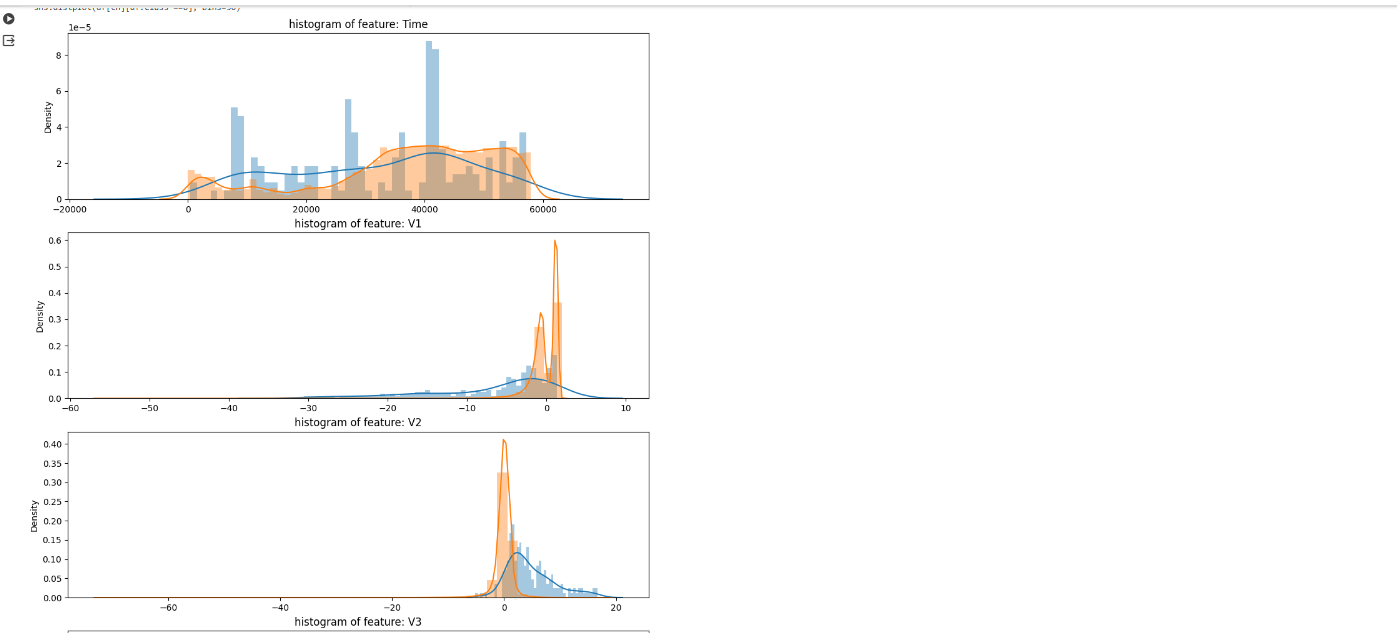 histogram of feature: Time
1e−5
8
6
4
2
0
Density
−20000 0 20000 40000 60000
histogram of feature: V1
0.6
0.5
0.4
0.3
0.2
0.1
0.0
Density
−60 −50 −40 −30 −20 −10 0 10
histogram of feature: V2
0.40
0.35
0.30
0.25
0.20
0.15
0.10
0.05
0.00
Density
−60 −40 −20 0 20
histogram of feature: V3